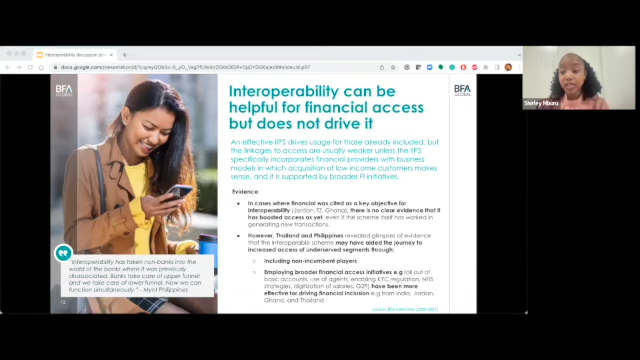 Interoperability discussion dr
docs.google.com/presentation/d/
BFA
GLOBAL
Interoperability can be
helpful for financial access
but does not drive it
BFA
GLOBAL
An effective IIPS drives usage for those already included, but
the linkages to access are usually weaker unless the IIPS
specifically incorporates financial providers with business
models in which acquisition of low income customers makes
sense, and it is supported by broader FI initiatives.
Evidence:
• In cases where financial was cited as a key objective for
interoperability (Jordan, TZ, Ghana), there is no clear evidence that it
has boosted access as yet, even if the scheme itself has worked in
generating new transactions.
• However, Thailand and Philippines revealed glimpses of
evidence that the interoperable scheme may have aided the journey to
increased access of underserved segments through:
○ Including non-incumbent players
○ Employing broader financial access initiatives e.g roll out of
basic accounts, use of agents, enabling KYC regulation, NFIS
strategies, digitization of salaries, G2P) have been more
effective for driving financial inclusion e.g from India, Jordan,
Ghana, and Thailand.
"Interoperability has taken non-banks into the
world of the banks where it was previously
disassociated. Banks take care of upper funnel
and we take care of lower funnel. Now we can
function simultaneously." - Mynt Philippines
13
Source: BFA interviews (2020-2021)
Shirley Mburu